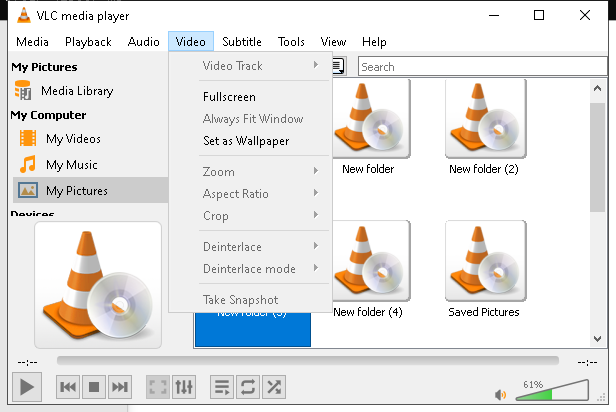 VLC media player
Media Playback Audio Video Subtitle Tools View Help
My Pictures
Media Library
My Computer
My Videos
My Music
My Pictures
Devices
Video Track
Fullscreen
Always Fit Window
Set as Wallpaper
Zoom
Aspect Ratio
Crop
Deinterlace
Deinterlace mode
Take Snapshot
Search
New folder
New folder (2)
New folder (3)
New folder (4)
Saved Pictures
--:--
--:--
61%